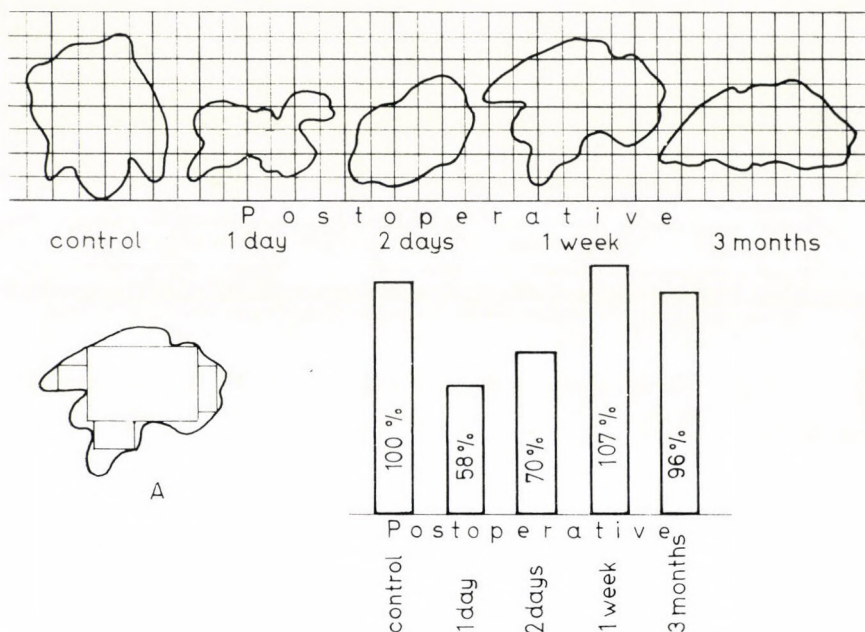 Postoperative
control 1 day 2 days 1 week 3 months
A
100 % 58 % 70 % 107 % 96 %
Postoperative
control 1 day 2 days 1 week 3 months